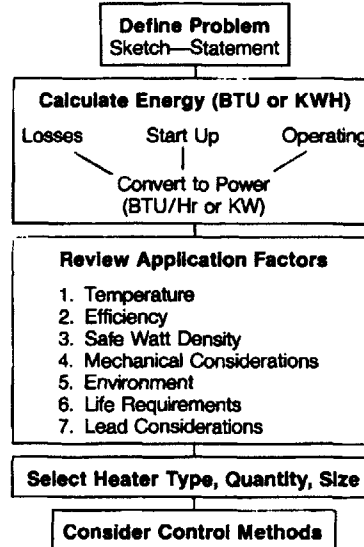 Define Problem
Sketch—Statement
Calculate Energy (BTU or KWH)
Losses Start Up Operating
Convert to Power
(BTU/Hr or KW)
Review Application Factors
1. Temperature
2. Efficiency
3. Safe Watt Density
4. Mechanical Considerations
5. Environment
6. Life Requirements
7. Lead Considerations
Select Heater Type, Quantity, Size
Consider Control Methods